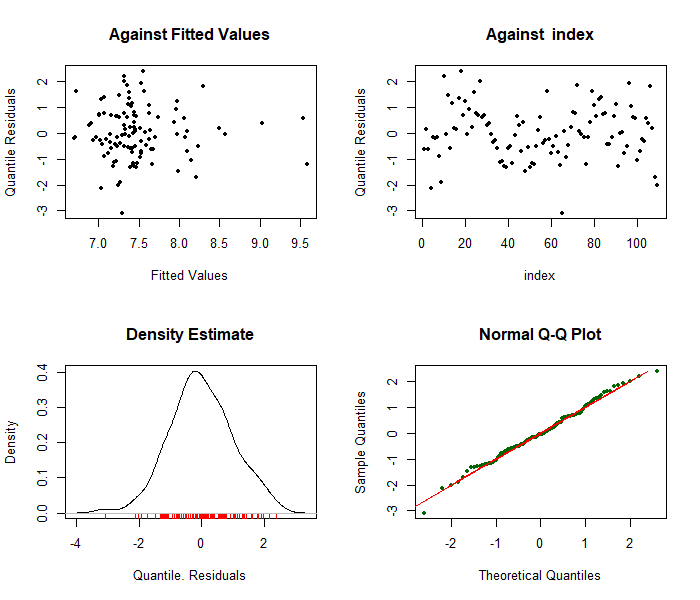 Against Fitted Values
Quantile Residuals
-3 -2 -1 0 1 2
7.0 7.5 8.0 8.5 9.0 9.5
Fitted Values
Against index
Quantile Residuals
-3 -2 -1 0 1 2
0 20 40 60 80 100
index
Density Estimate
Density
0.0 0.1 0.2 0.3 0.4
-4 -2 0 2
Quantile. Residuals
Normal Q-Q Plot
Sample Quantiles
-3 -2 -1 0 1 2
-2 -1 0 1 2
Theoretical Quantiles